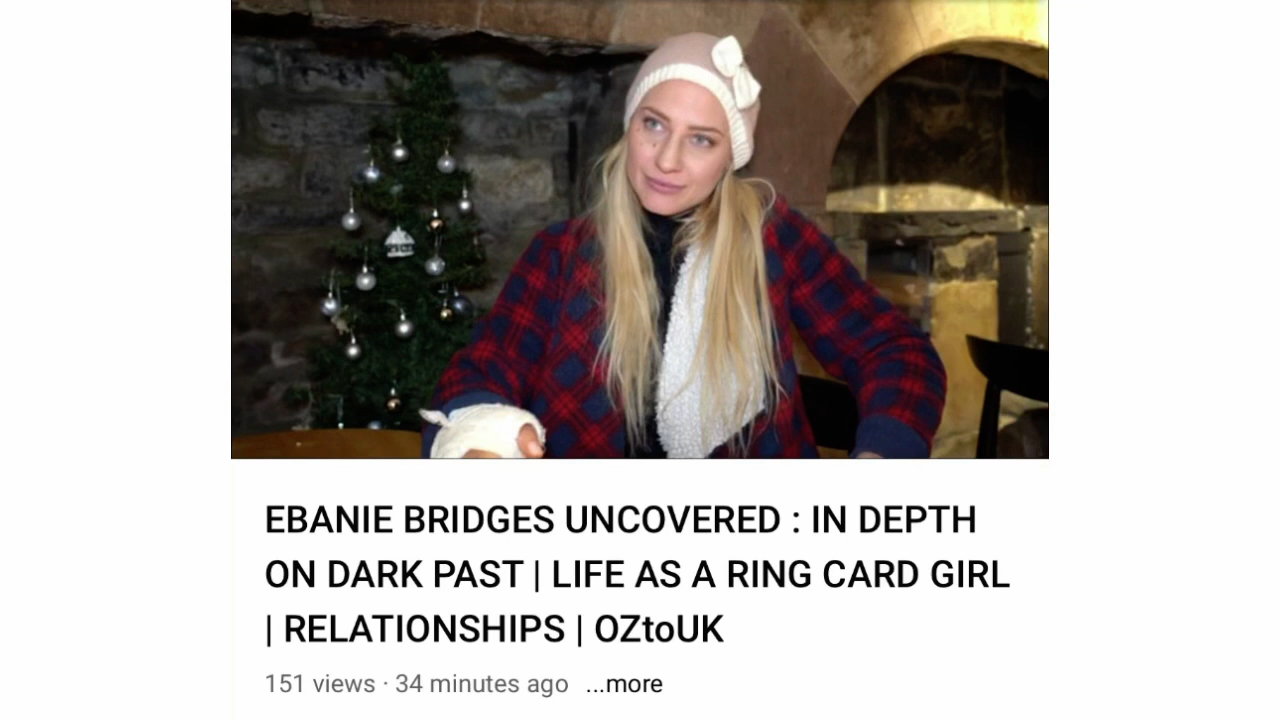 EBANIE BRIDGES UNCOVERED : IN DEPTH
ON DARK PAST | LIFE AS A RING CARD GIRL
| RELATIONSHIPS | OZtoUK
151 views · 34 minutes ago ...more